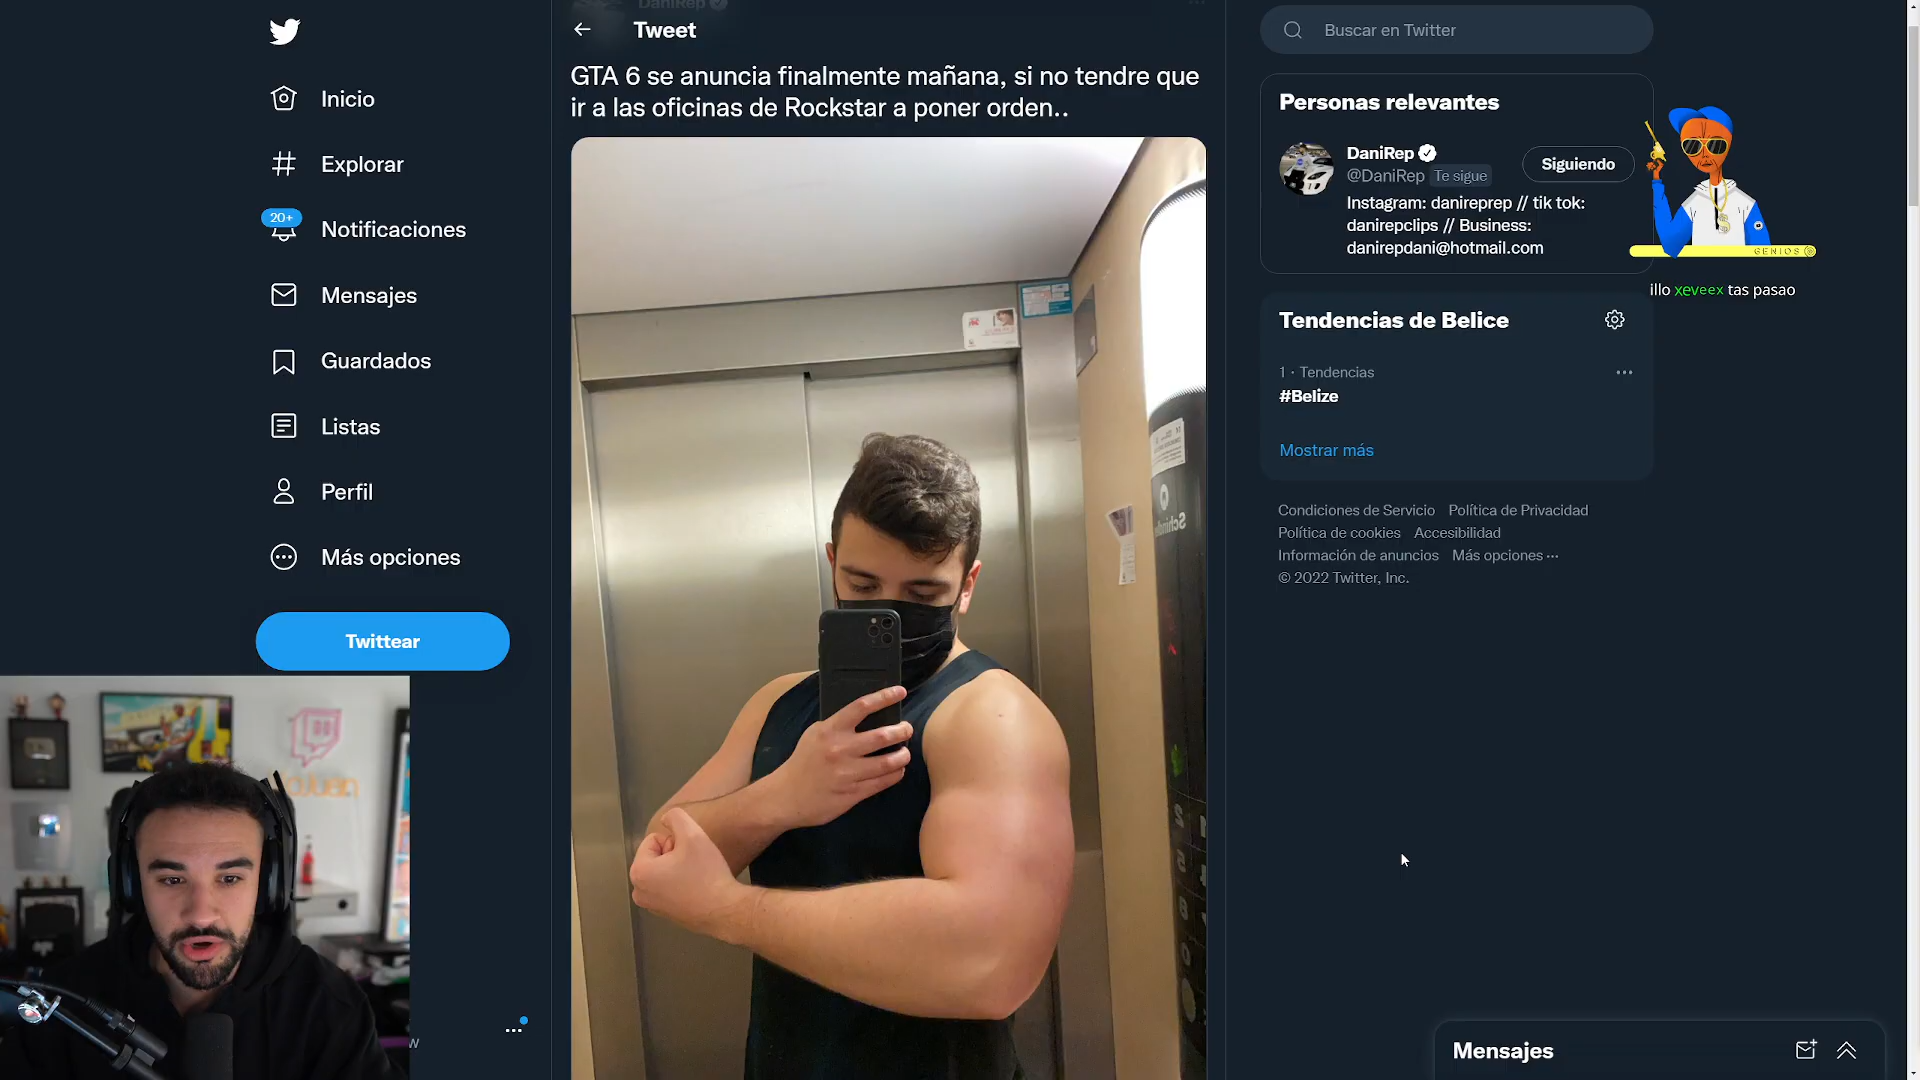 DaniRep
Tweet
GTA 6 se anuncia finalmente mañana, si no tendre que
ir a las oficinas de Rockstar a poner orden..
Inicio
Explorar
20+
Notificaciones
Mensajes
Guardados
Listas
Perfil
Más opciones
Twittear
Schindler
Buscar en Twitter
Personas relevantes
DaniRep
@DaniRep Te sigue
Siguiendo
Instagram: danireprep // tik tok:
danirepclips // Business:
danirepdani@hotmail.com
GENIOS
illo xeveex tas pasao
Tendencias de Belice
1 · Tendencias
#Belize
Mostrar más
Condiciones de Servicio Política de Privacidad
Política de cookies Accesibilidad
Información de anuncios Más opciones ···
© 2022 Twitter, Inc.
Mensajes